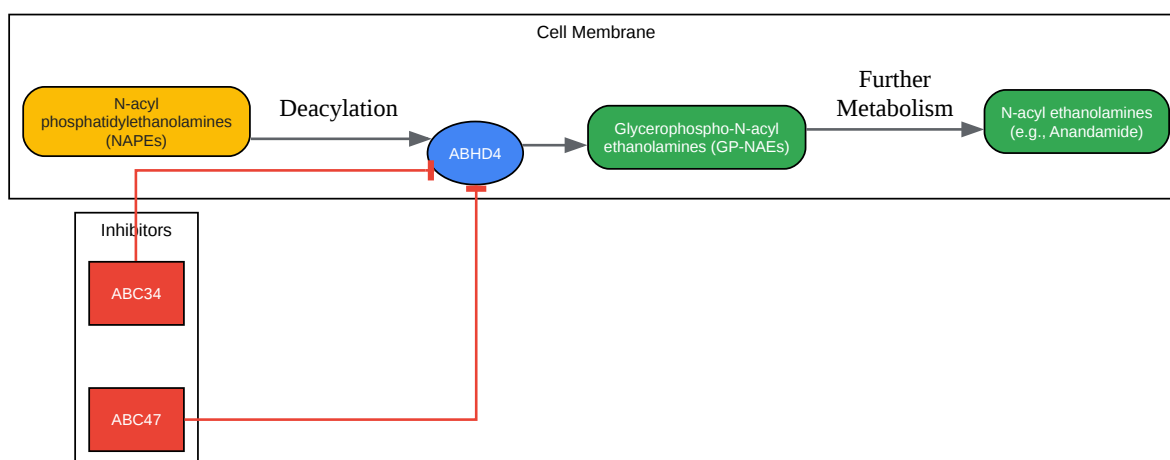 Cell Membrane
N-acyl
phosphatidylethanolamines
(NAPEs)
Deacylation
ABHD4
Glycerophospho-N-acyl
ethanolamines (GP-NAEs)
Further
Metabolism
N-acyl ethanolamines
(e.g., Anandamide)
Inhibitors
ABC34
ABC47